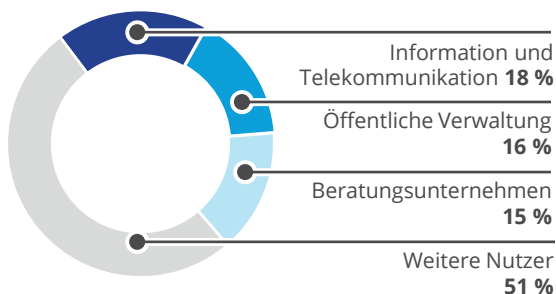 Information und
Telekommunikation 18 %
Öffentliche Verwaltung
16 %
Beratungsunternehmen
15 %
Weitere Nutzer
51 %